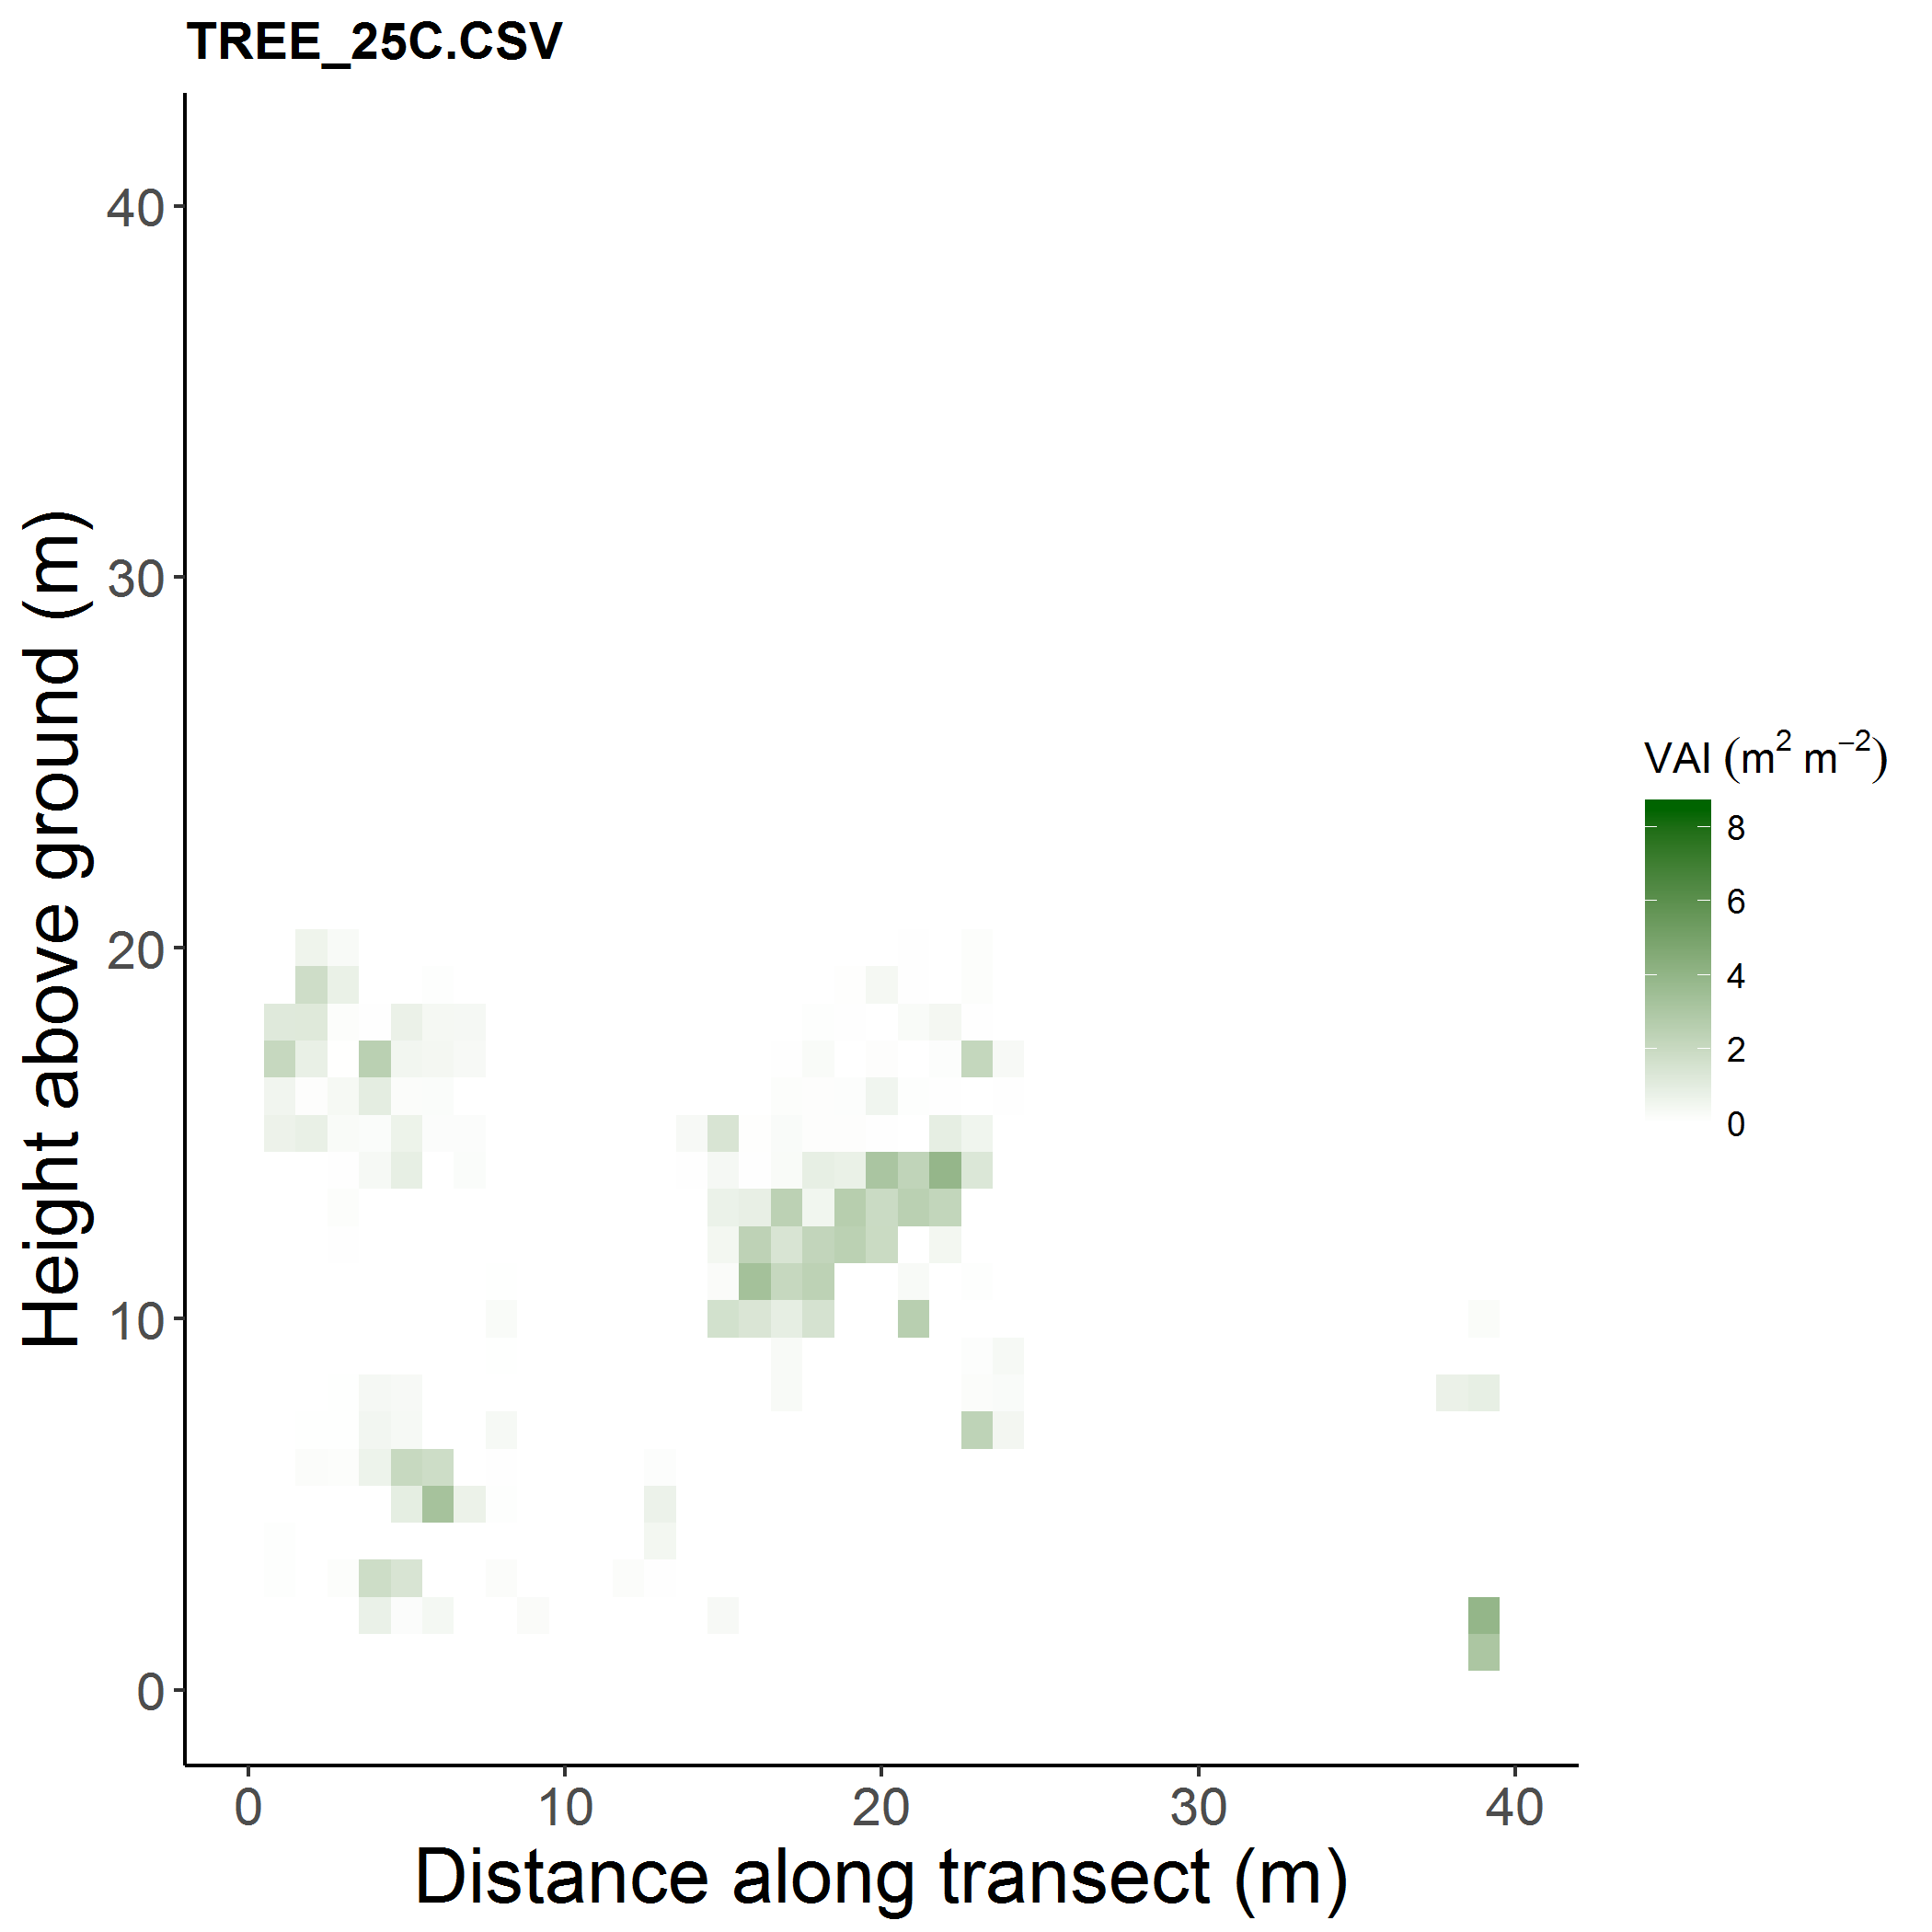 TREE_25C.CSV
Height above ground (m)
40
30
20
10
0
0 10 20 30 40
Distance along transect (m)
VAI (m² m⁻²)
8
6
4
2
0